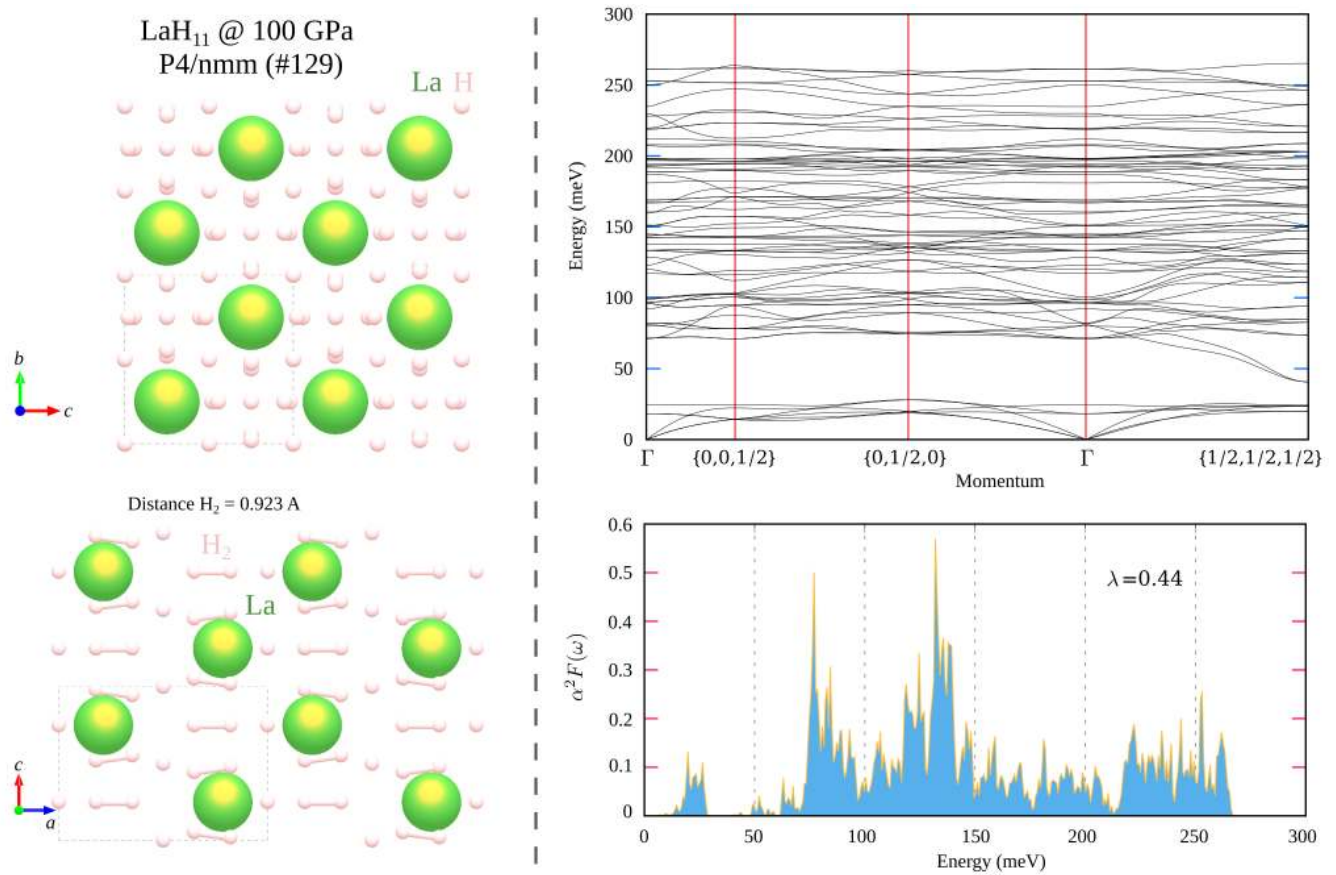 LaH₁₁ @ 100 GPa
P4/nmm (#129)
La H
b
c
Distance H₂ = 0.923 A
H₂
La
c
a
300
250
200
150
100
50
0
Energy (meV)
Γ {0,0,1/2} {0,1/2,0} Γ {1/2,1/2,1/2}
Momentum
0.6
0.5
0.4
0.3
0.2
0.1
0
α²F(ω)
λ=0.44
0 50 100 150 200 250 300
Energy (meV)